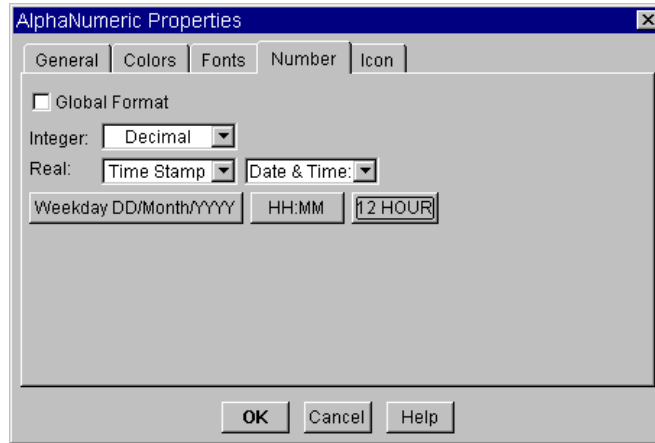 AlphaNumeric Properties
General Colors Fonts Number Icon
Global Format
Integer: Decimal
Real: Time Stamp Date & Time:
Weekday DD/Month/YYYY HH:MM 12 HOUR
OK Cancel Help